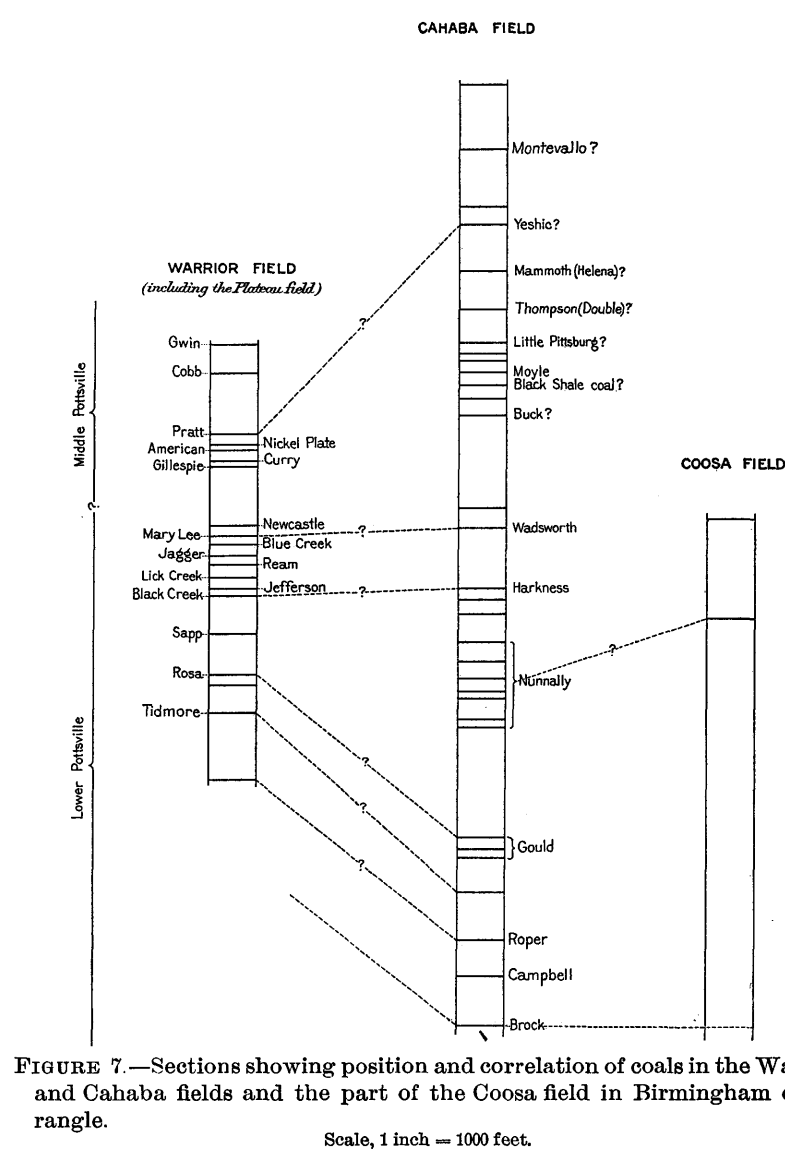 CAHABA FIELD
Montevallo?
Yeshic?
WARRIOR FIELD
(including the Plateau field)
Mammoth (Helena)?
Thompson (Double)?
?
Gwin
Little Pittsburg?
Cobb
Moyle
Black Shale coal?
Middle Pottsville
Buck?
Pratt
Nickel Plate
American
Curry
Gillespie
COOSA FIELD
?
Newcastle
Mary Lee
?
Wadsworth
Blue Creek
Jagger
Ream
Lick Creek
Jefferson
Black Creek
?
Harkness
Sapp
?
Rosa
Nunnally
Tidmore
Lower Pottsville
?
?
Gould
?
Roper
Campbell
Brock
FIGURE 7.—Sections showing position and correlation of coals in the
and Cahaba fields and the part of the Coosa field in Birmingham
rangle.
Scale, 1 inch = 1000 feet.